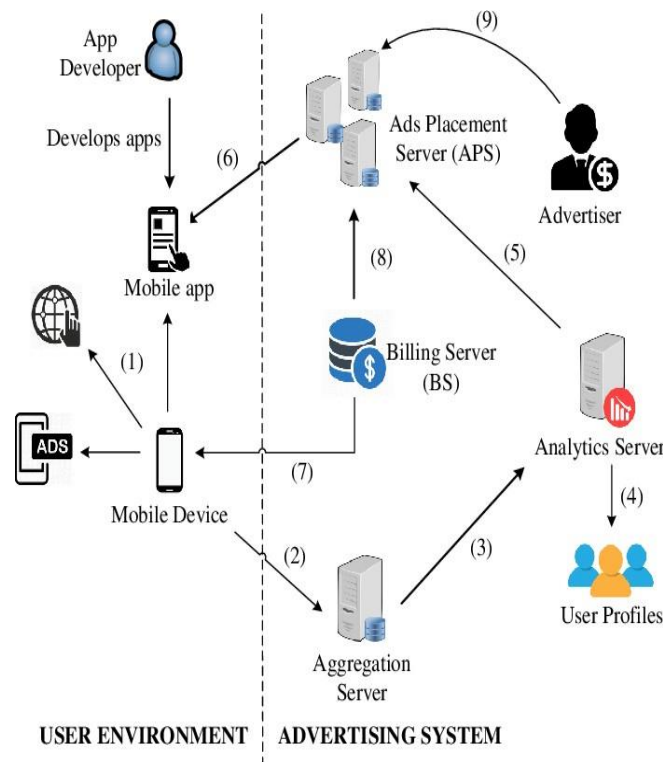 App
Developer
Develops apps
(9)
Ads Placement
Server (APS)
(6)
Advertiser
(5)
(8)
Mobile app
(1)
Billing Server
(BS)
ADS
(7)
Analytics Server
Mobile Device
(4)
(2)
(3)
User Profiles
Aggregation
Server
USER ENVIRONMENT
ADVERTISING SYSTEM